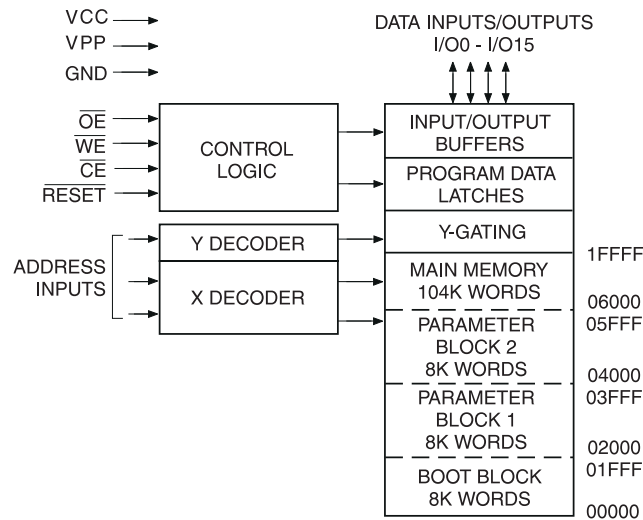 VCC
VPP
GND
OE
WE
CE
RESET
CONTROL
LOGIC
Y DECODER
X DECODER
ADDRESS
INPUTS
DATA INPUTS/OUTPUTS
I/O0 - I/O15
INPUT/OUTPUT
BUFFERS
PROGRAM DATA
LATCHES
Y-GATING
MAIN MEMORY
104K WORDS
PARAMETER
BLOCK 2
8K WORDS
PARAMETER
BLOCK 1
8K WORDS
BOOT BLOCK
8K WORDS
1FFFF
06000
05FFF
04000
03FFF
02000
01FFF
00000